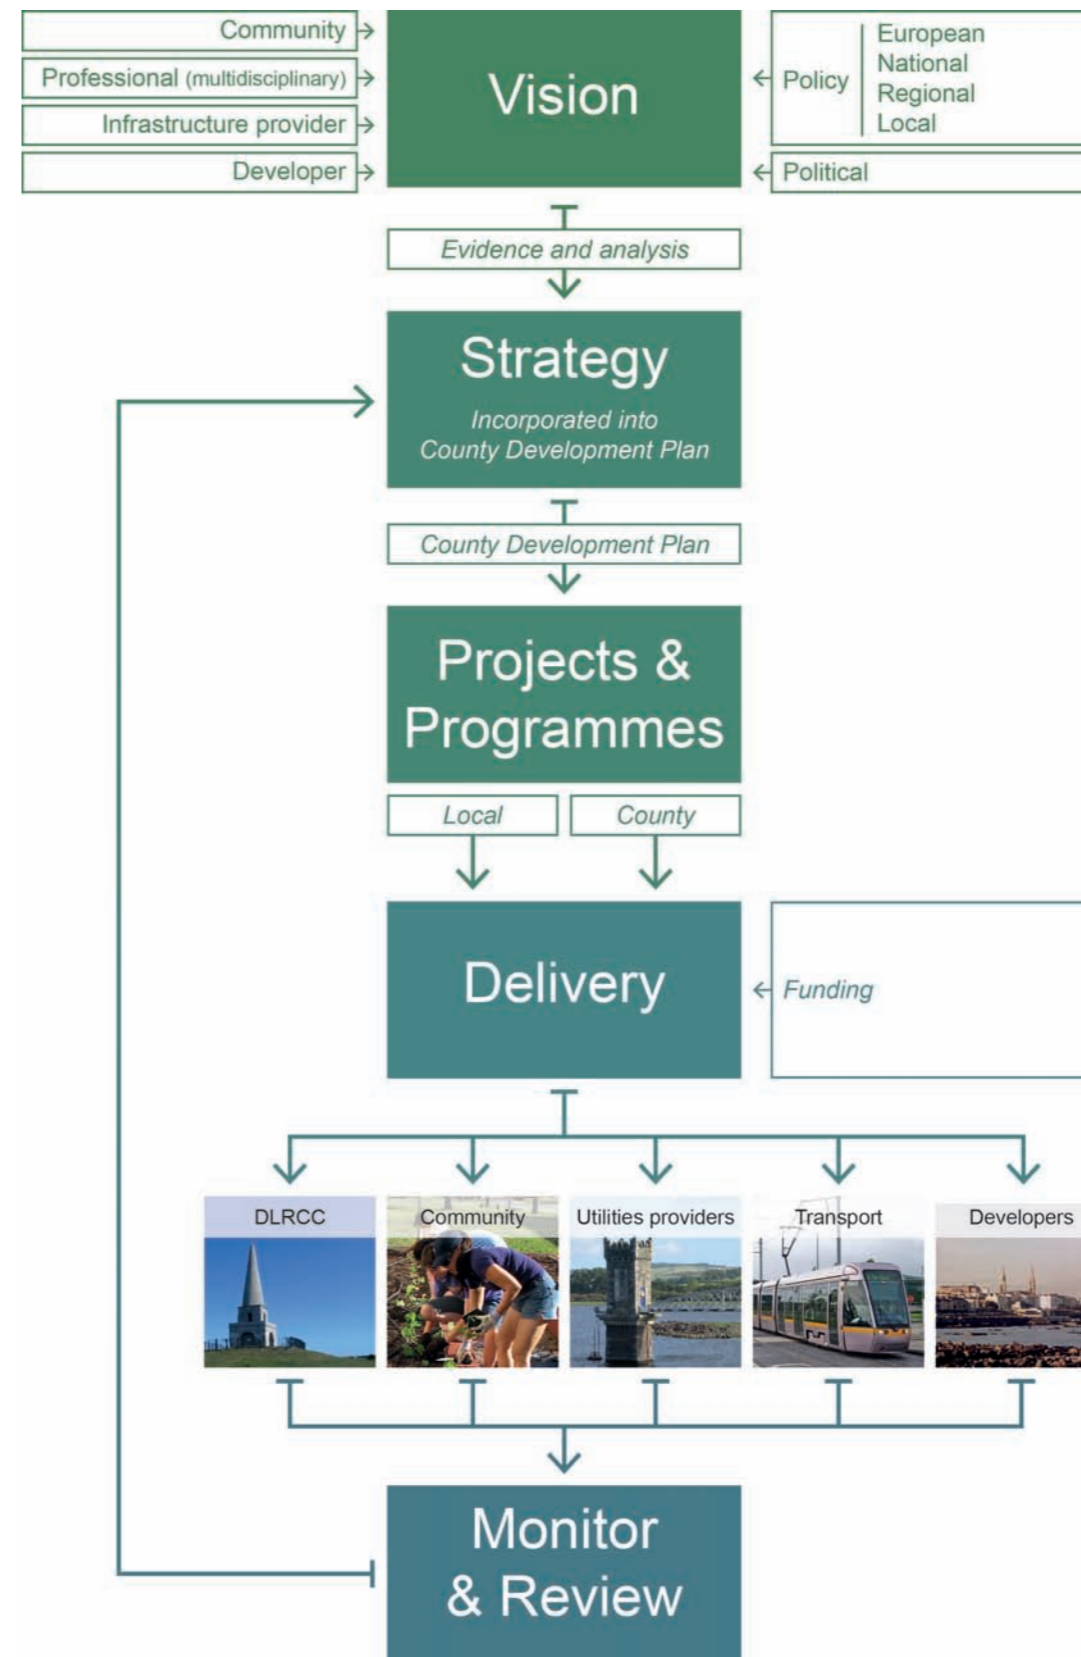 Community
Professional (multidisciplinary)
Infrastructure provider
Developer
Vision
Policy
European
National
Regional
Local
Political
Evidence and analysis
Strategy
Incorporated into
County Development Plan
County Development Plan
Projects &
Programmes
Local
County
Delivery
Funding
DLRCC
Community
Utilities providers
Transport
Developers
Monitor
& Review